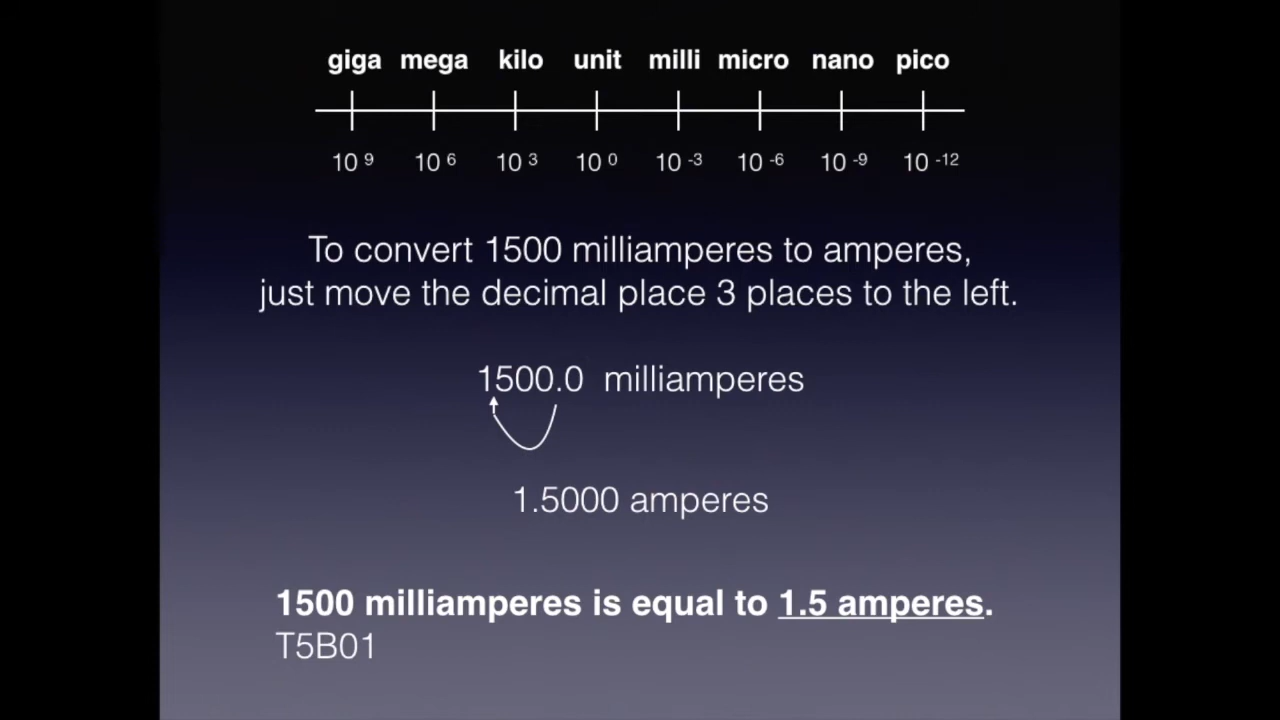 giga mega kilo unit milli micro nano pico
10 9 10 6 10 3 10 0 10 -3 10 -6 10 -9 10 -12
To convert 1500 milliamperes to amperes,
just move the decimal place 3 places to the left.
1500.0 milliamperes
1.5000 amperes
1500 milliamperes is equal to 1.5 amperes.
T5B01